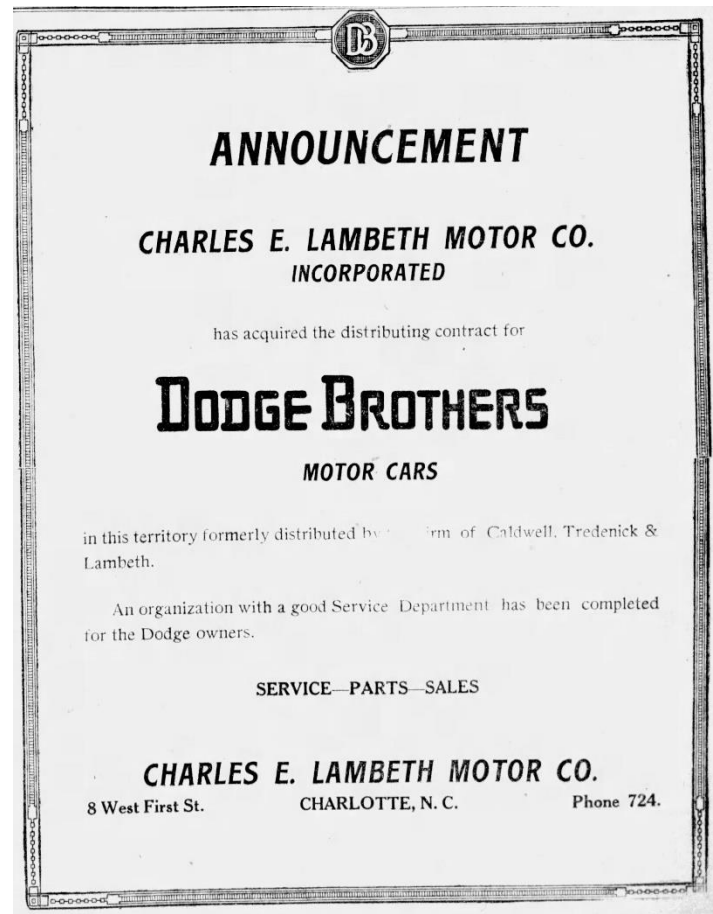 DB
ANNOUNCEMENT
CHARLES E. LAMBETH MOTOR CO.
INCORPORATED
has acquired the distributing contract for
DODGE BROTHERS
MOTOR CARS
in this territory formerly distributed of Caldwell, Tredenick &
Lambeth.
An organization with a good Service Department has been completed
for the Dodge owners.
SERVICE—PARTS—SALES
CHARLES E. LAMBETH MOTOR CO.
8 West First St. CHARLOTTE, N. C. Phone 724.